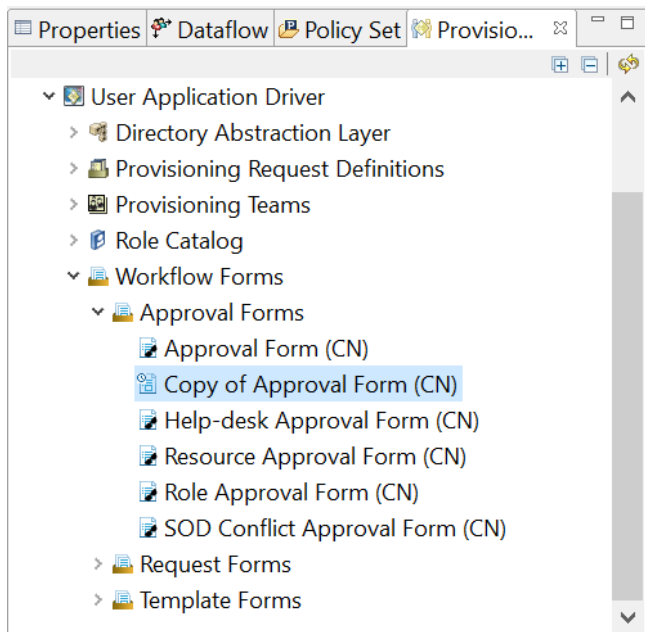 Properties Dataflow Policy Set Provisio...
User Application Driver
Directory Abstraction Layer
Provisioning Request Definitions
Provisioning Teams
Role Catalog
Workflow Forms
Approval Forms
Approval Form (CN)
Copy of Approval Form (CN)
Help-desk Approval Form (CN)
Resource Approval Form (CN)
Role Approval Form (CN)
SOD Conflict Approval Form (CN)
Request Forms
Template Forms